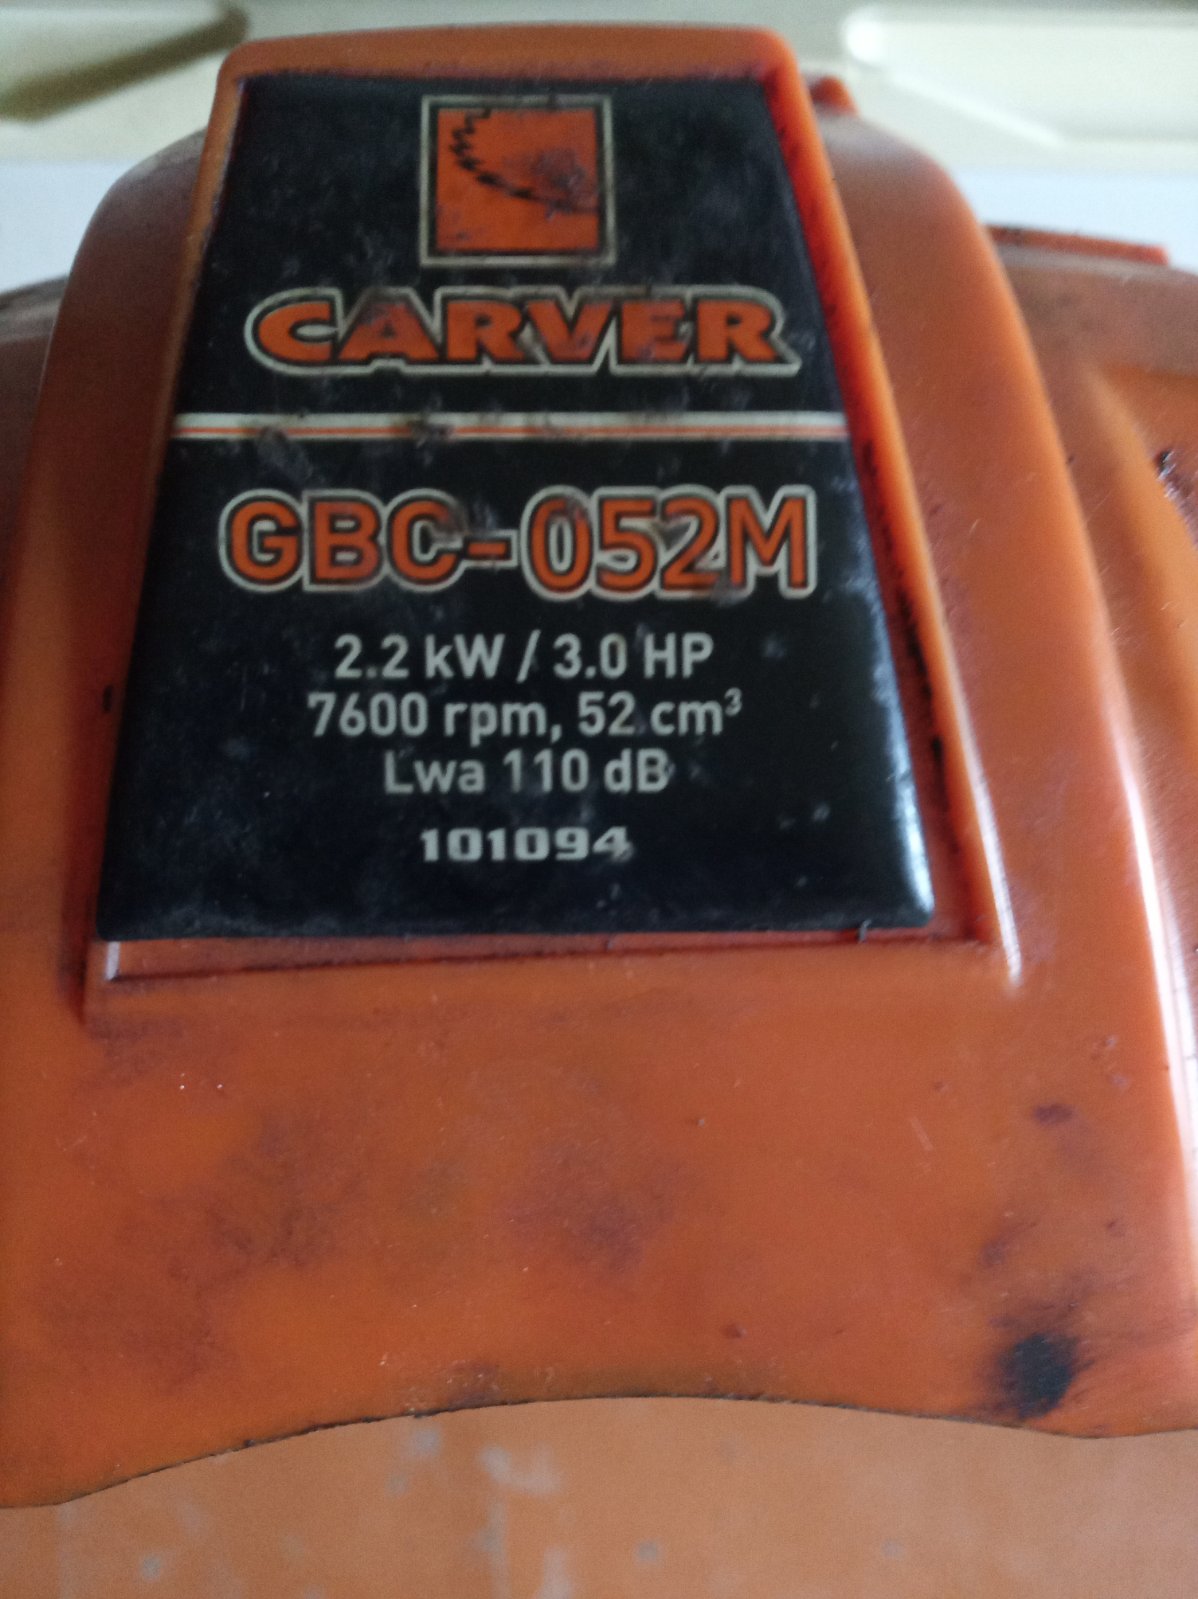 CARVER
GBC-052M
2.2 kW / 3.0 HP
7600 rpm, 52 cm³
Lwa 110 dB
101094